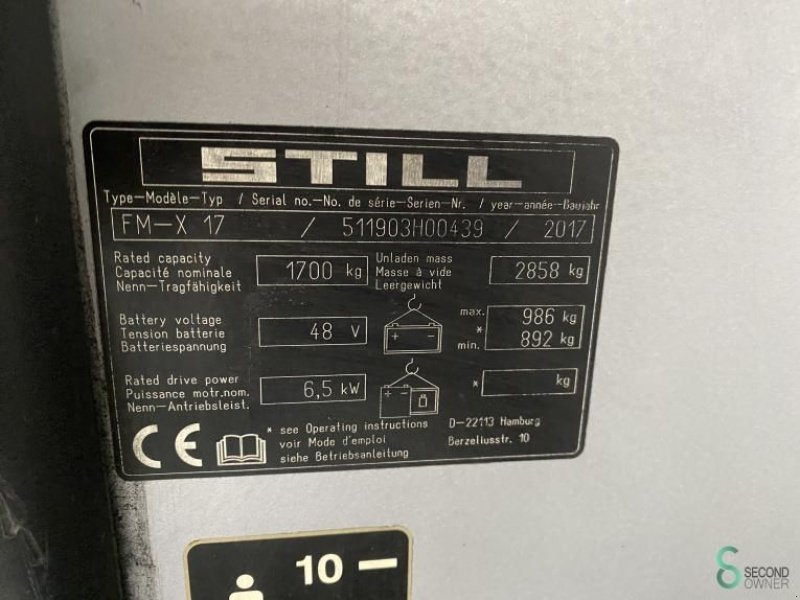 STILL
Type-Modèle-Typ / Serial no.-No. de série-Serien-Nr. / year-année-Baujahr
FM-X 17 / 511903H00439 / 2017
Rated capacity
Capacité nominale
Nenn-Tragfähigkeit
1700 kg
Unladen mass
Masse à vide
Leergewicht
2858 kg
Battery voltage
Tension batterie
Batteriespannung
48 V
+ -
max. 986 kg
*
min. 892 kg
Rated drive power
Puissance motr.nom.
Nenn-Antriebsleist.
6,5 kW
+ -
* kg
CE
* see Operating instructions
voir Mode d'emploi
siehe Betriebsanleitung
D-22113 Hamburg
Berzeliusstr. 10
10 —
SECOND
OWNER